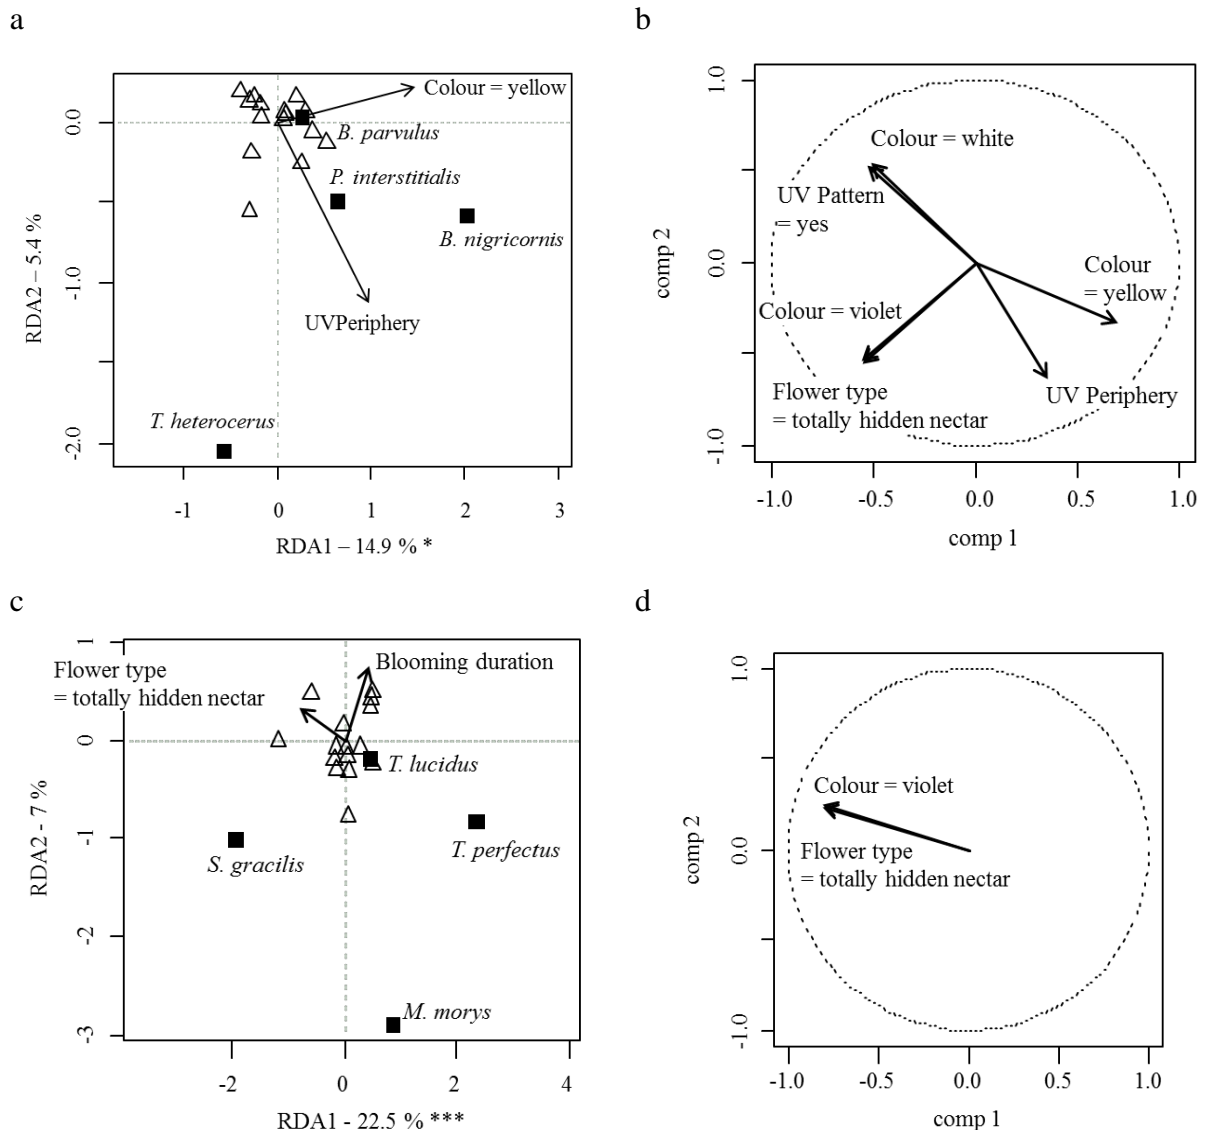 a
Colour = yellow
B. parvulus
P. interstitialis
B. nigricornis
UVPeriphery
T. heterocerus
0.0
-1.0
-2.0
RDA2 – 5.4 %
-1
0
1
2
3
RDA1 – 14.9 % *
b
Colour = white
UV Pattern
= yes
Colour
= yellow
Colour = violet
Flower type
= totally hidden nectar
UV Periphery
1.0
0.0
-1.0
comp 2
-1.0
-0.5
0.0
0.5
1.0
comp 1
c
Flower type
= totally hidden nectar
Blooming duration
T. lucidus
T. perfectus
S. gracilis
M. morys
1
0
-1
-2
-3
RDA2 - 7 %
-2
0
2
4
RDA1 - 22.5 % ***
d
Colour = violet
Flower type
= totally hidden nectar
1.0
0.0
-1.0
comp 2
-1.0
-0.5
0.0
0.5
1.0
comp 1